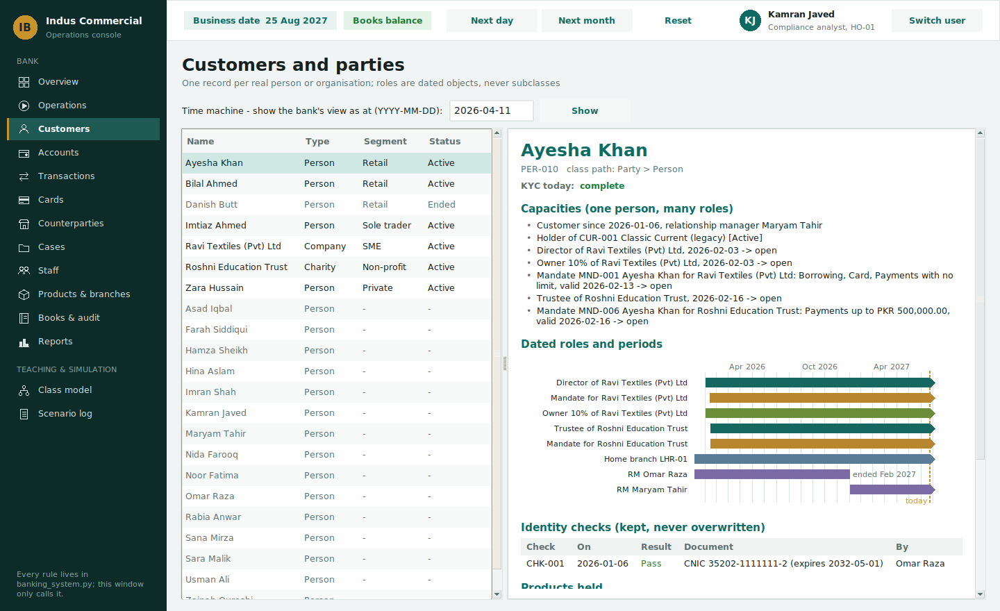 IB
Indus Commercial
Operations console
BANK
Overview
Operations
Customers
Accounts
Transactions
Cards
Counterparties
Cases
Staff
Products & branches
Books & audit
Reports
TEACHING & SIMULATION
Class model
Scenario log
Every rule lives in
banking_system.py; this window
only calls it.
Business date 25 Aug 2027
Books balance
Next day
Next month
Reset
KJ
Kamran Javed
Compliance analyst, HO-01
Switch user
Customers and parties
One record per real person or organisation; roles are dated objects, never subclasses
Time machine - show the bank's view as at (YYYY-MM-DD): 2026-04-11 Show
Name Type Segment Status
Ayesha Khan Person Retail Active
Bilal Ahmed Person Retail Active
Danish Butt Person Retail Ended
Imtiaz Ahmed Person Sole trader Active
Ravi Textiles (Pvt) Ltd Company SME Active
Roshni Education Trust Charity Non-profit Active
Zara Hussain Person Private Active
Asad Iqbal Person - -
Farah Siddiqui Person - -
Hamza Sheikh Person - -
Hina Aslam Person - -
Imran Shah Person - -
Kamran Javed Person - -
Maryam Tahir Person - -
Nida Farooq Person - -
Noor Fatima Person - -
Omar Raza Person - -
Rabia Anwar Person - -
Sana Mirza Person - -
Sara Malik Person - -
Usman Ali Person - -
Ayesha Khan
PER-010 class path: Party > Person
KYC today: complete
Capacities (one person, many roles)
• Customer since 2026-01-06, relationship manager Maryam Tahir
• Holder of CUR-001 Classic Current (legacy) [Active]
• Director of Ravi Textiles (Pvt) Ltd, 2026-02-03 -> open
• Owner 10% of Ravi Textiles (Pvt) Ltd, 2026-02-03 -> open
• Mandate MND-001 Ayesha Khan for Ravi Textiles (Pvt) Ltd: Borrowing, Card, Payments with no
limit, valid 2026-02-13 -> open
• Trustee of Roshni Education Trust, 2026-02-16 -> open
• Mandate MND-006 Ayesha Khan for Roshni Education Trust: Payments up to PKR 500,000.00,
valid 2026-02-16 -> open
Dated roles and periods
Apr 2026 Oct 2026 Apr 2027
Director of Ravi Textiles (Pvt) Ltd
Mandate for Ravi Textiles (Pvt) Ltd
Owner 10% of Ravi Textiles (Pvt) Ltd
Trustee of Roshni Education Trust
Mandate for Roshni Education Trust
Home branch LHR-01
RM Omar Raza ended Feb 2027
RM Maryam Tahir
today
Identity checks (kept, never overwritten)
Check On Result Document By
CHK-001 2026-01-06 Pass CNIC 35202-1111111-2 (expires 2032-05-01) Omar Raza
Products held